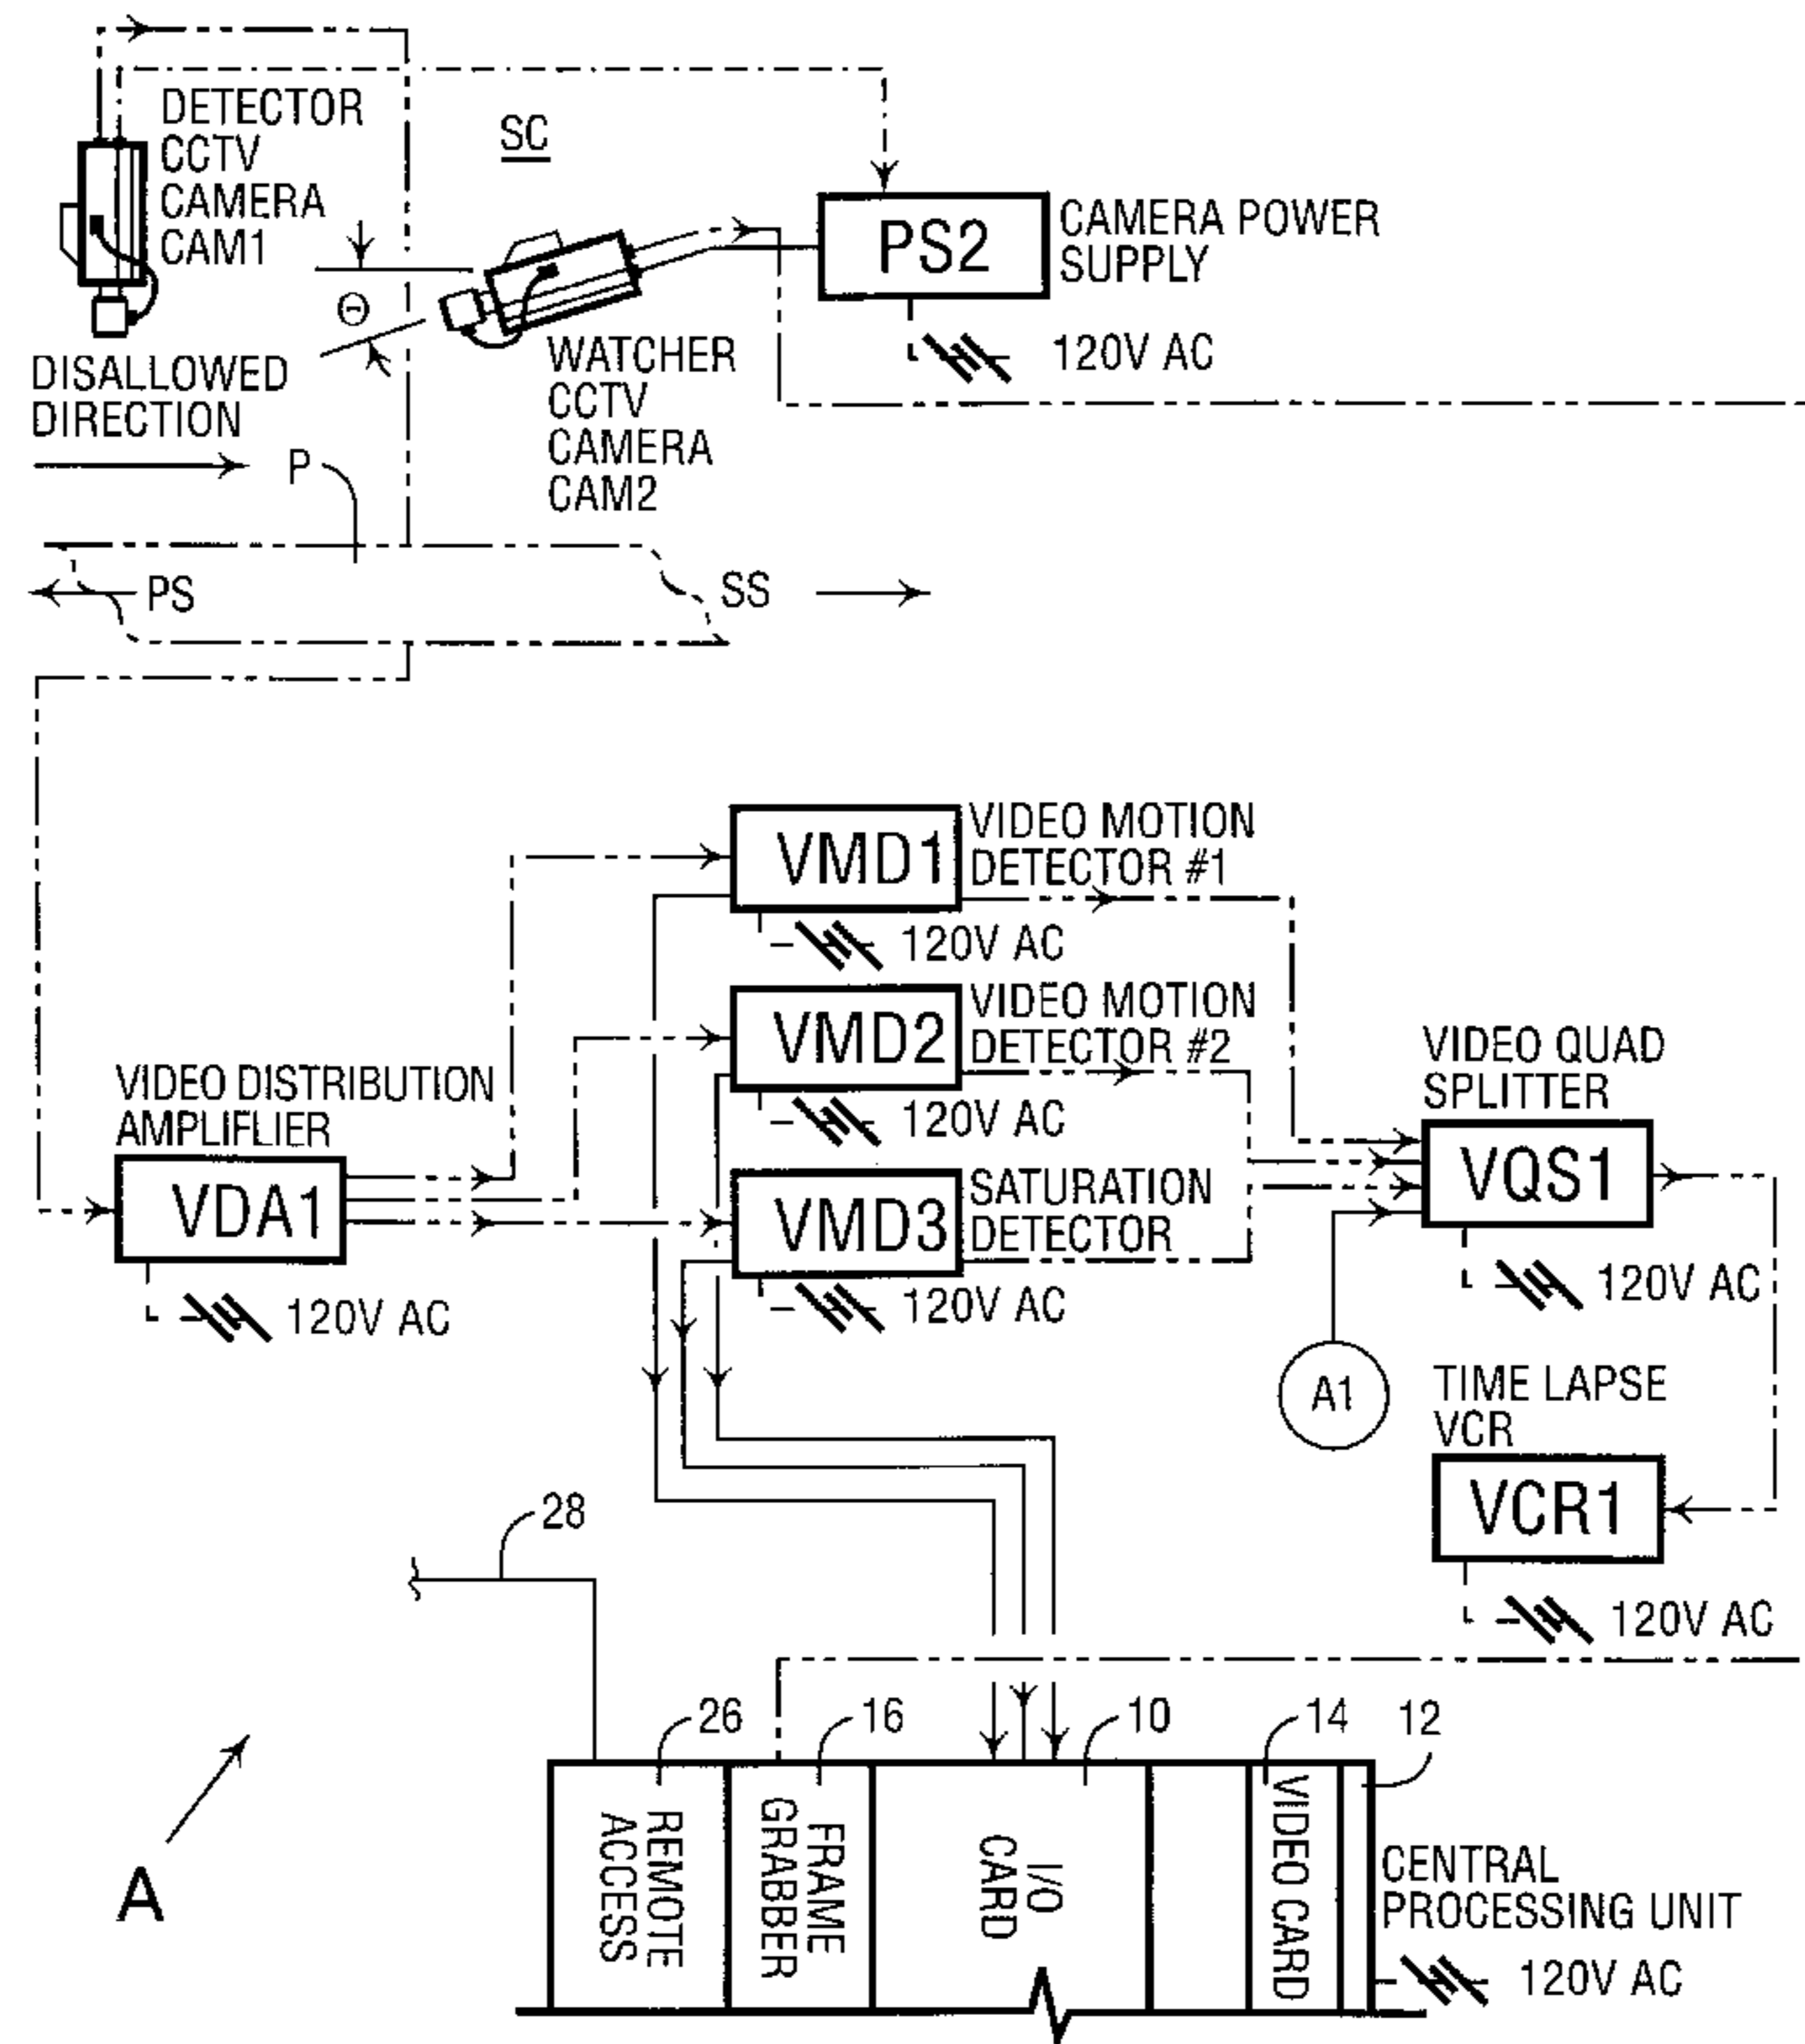 DETECTOR
CCTV
CAMERA
CAM1
SC
PS2
CAMERA POWER
SUPPLY
Θ
120V AC
WATCHER
CCTV
CAMERA
CAM2
DISALLOWED
DIRECTION
P
PS
SS
VMD1
VIDEO MOTION
DETECTOR #1
120V AC
VMD2
VIDEO MOTION
DETECTOR #2
120V AC
VIDEO DISTRIBUTION
AMPLIFLIER
VDA1
120V AC
VMD3
SATURATION
DETECTOR
120V AC
VIDEO QUAD
SPLITTER
VQS1
120V AC
A1
TIME LAPSE
VCR
VCR1
120V AC
28
26
16
10
14
12
REMOTE
ACCESS
FRAME
GRABBER
I/O
CARD
VIDEO CARD
CENTRAL
PROCESSING UNIT
120V AC
A